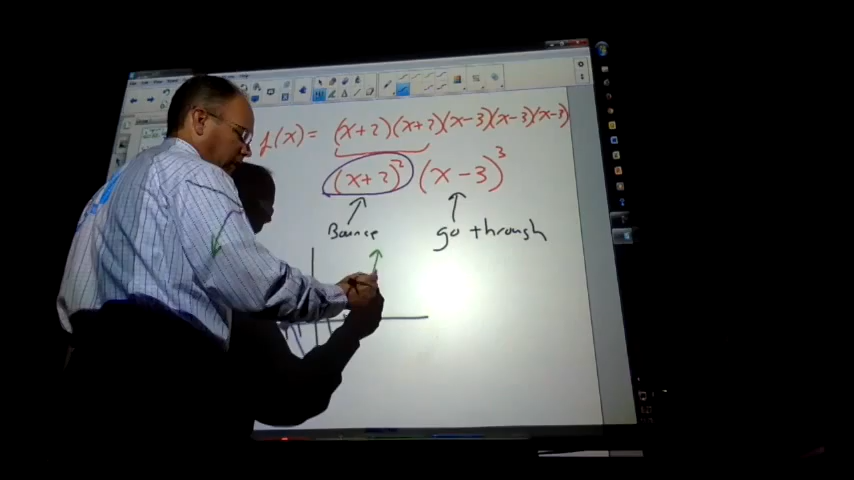 f(x) = (x+2)(x+2)(x-3)(x-3)(x-3)
(x+2)² (x-3)³
Bounce go through